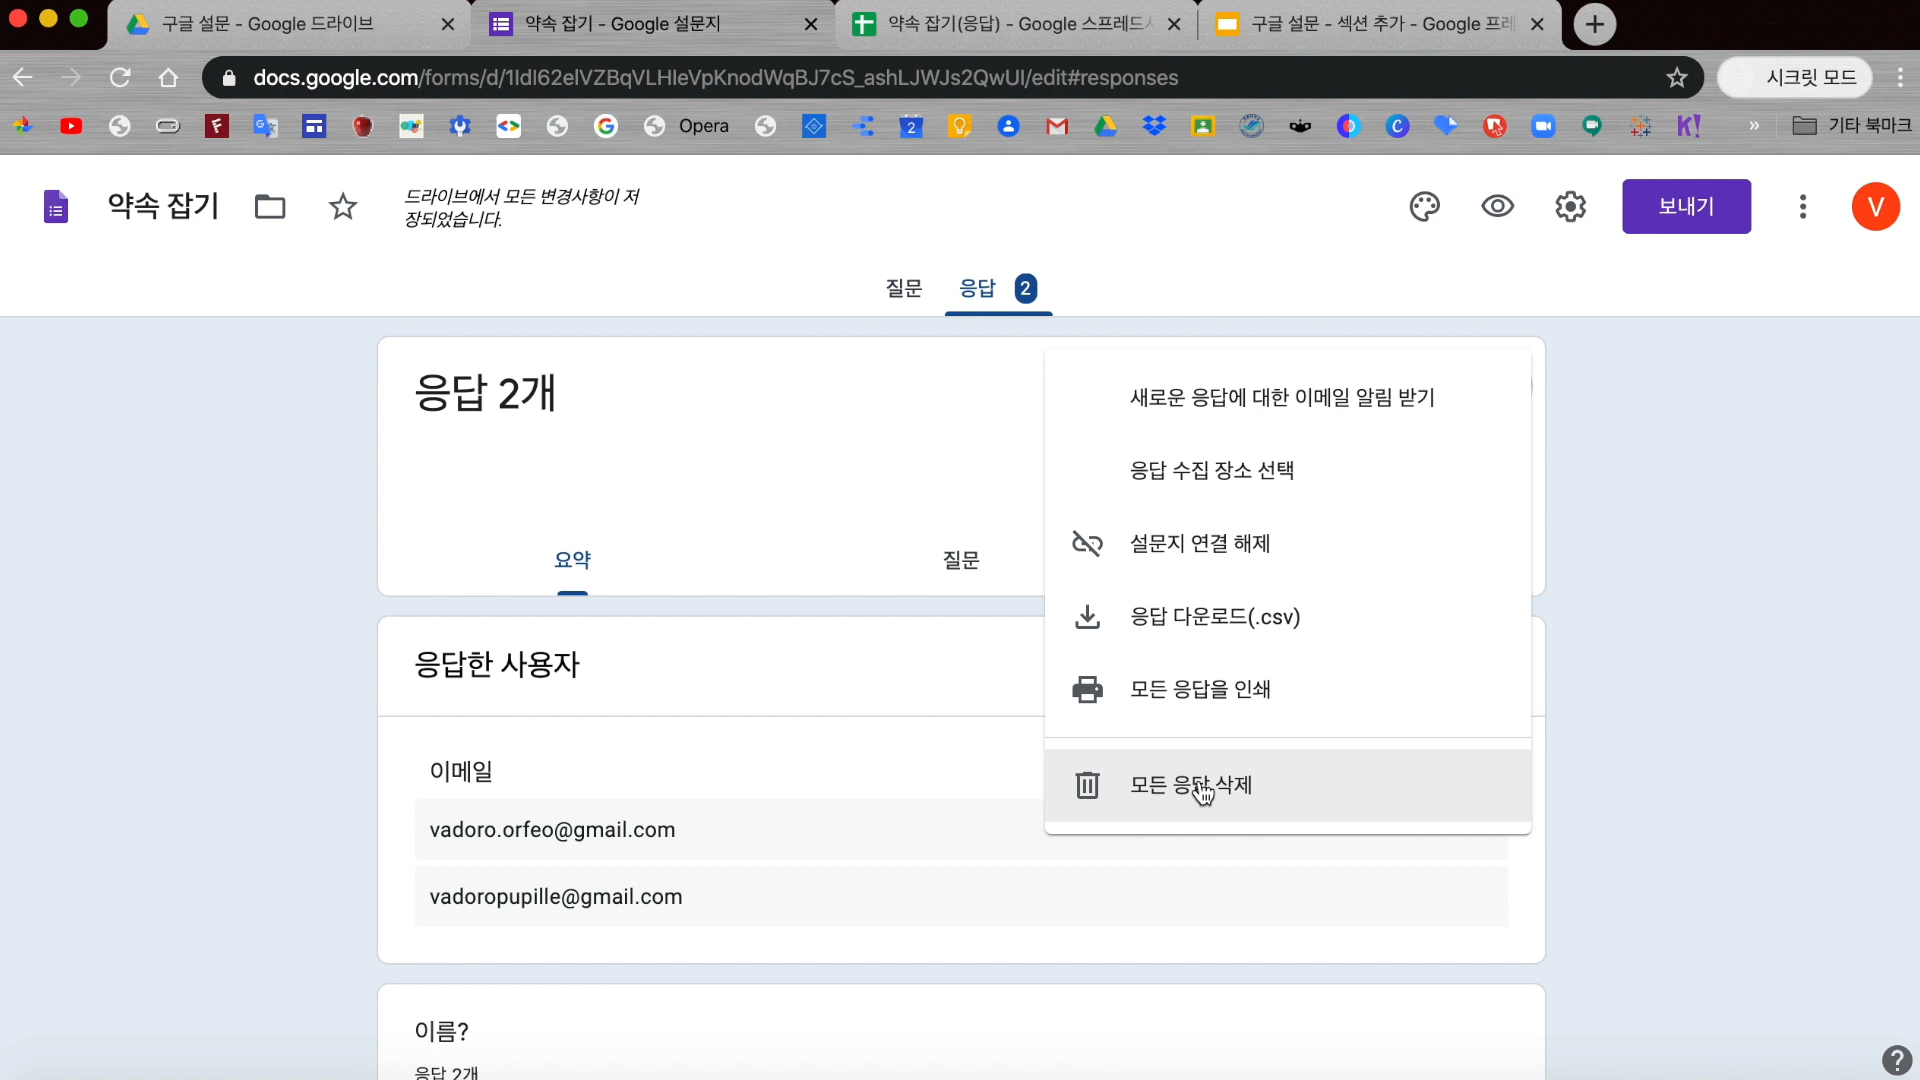 구글 설문 - Google 드라이브
약속 잡기 - Google 설문지
약속 잡기(응답) - Google 스프레드
구글 설문 - 섹션 추가 - Google 프레
docs.google.com/forms/d/1IdI62elVZBqVLHIeVpKnodWqBJ7cS_ashLJWJs2QwUI/edit#responses
시크릿 모드
Opera
2
K!
기타 북마크
약속 잡기
드라이브에서 모든 변경사항이 저
장되었습니다.
보내기
V
질문
응답
2
응답 2개
새로운 응답에 대한 이메일 알림 받기
응답 수집 장소 선택
설문지 연결 해제
응답 다운로드(.csv)
모든 응답을 인쇄
모든 응답 삭제
요약
질문
응답한 사용자
이메일
vadoro.orfeo@gmail.com
vadoropupille@gmail.com
이름?
응답 2개